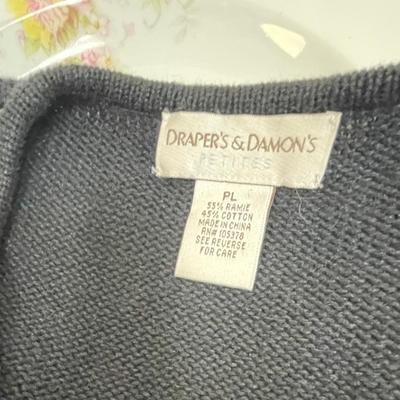 DRAPER'S & DAMON'S
PETITES
PL
55% RAMIE
45% COTTON
MADE IN CHINA
RN# 105378
SEE REVERSE
FOR CARE